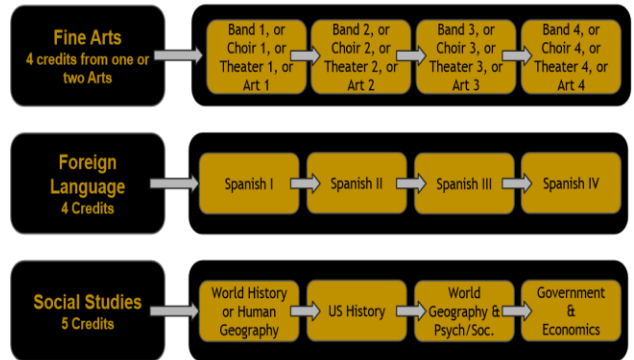 Fine Arts
4 credits from one or
two Arts
Band 1, or
Choir 1, or
Theater 1, or
Art 1
Band 2, or
Choir 2, or
Theater 2, or
Art 2
Band 3, or
Choir 3, or
Theater 3, or
Art 3
Band 4, or
Choir 4, or
Theater 4, or
Art 4
Foreign
Language
4 Credits
Spanish I
Spanish II
Spanish III
Spanish IV
Social Studies
5 Credits
World History
or Human
Geography
US History
World
Geography &
Psych/Soc.
Government
&
Economics